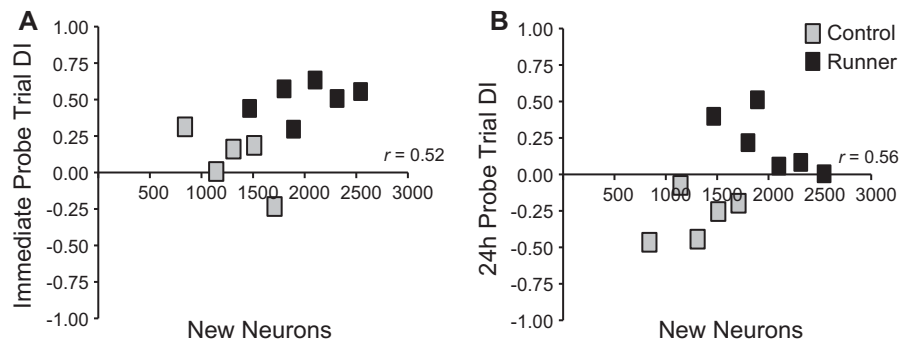 A
Immediate Probe Trial DI
1.00
0.75
0.50
0.25
0.00
-0.25
-0.50
-0.75
-1.00
500 1000 1500 2000 2500 3000
r = 0.52
New Neurons
B
24h Probe Trial DI
1.00
0.75
0.50
0.25
0.00
-0.25
-0.50
-0.75
-1.00
500 1000 1500 2000 2500 3000
r = 0.56
New Neurons
Control
Runner